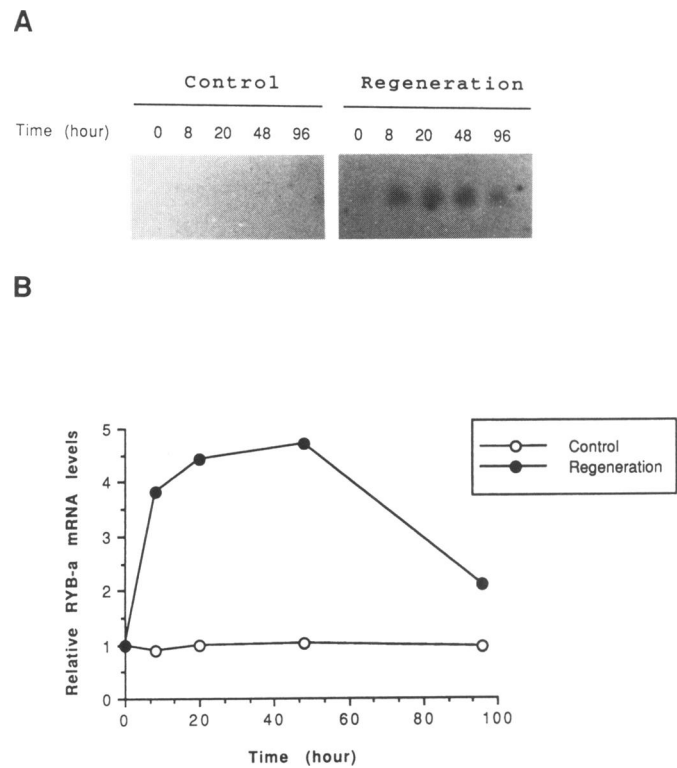 A
Control Regeneration
Time (hour) 0 8 20 48 96 0 8 20 48 96
B
Relative RYB-a mRNA levels
5
4
3
2
1
0
0 20 40 60 80 100
Time (hour)
Control
Regeneration